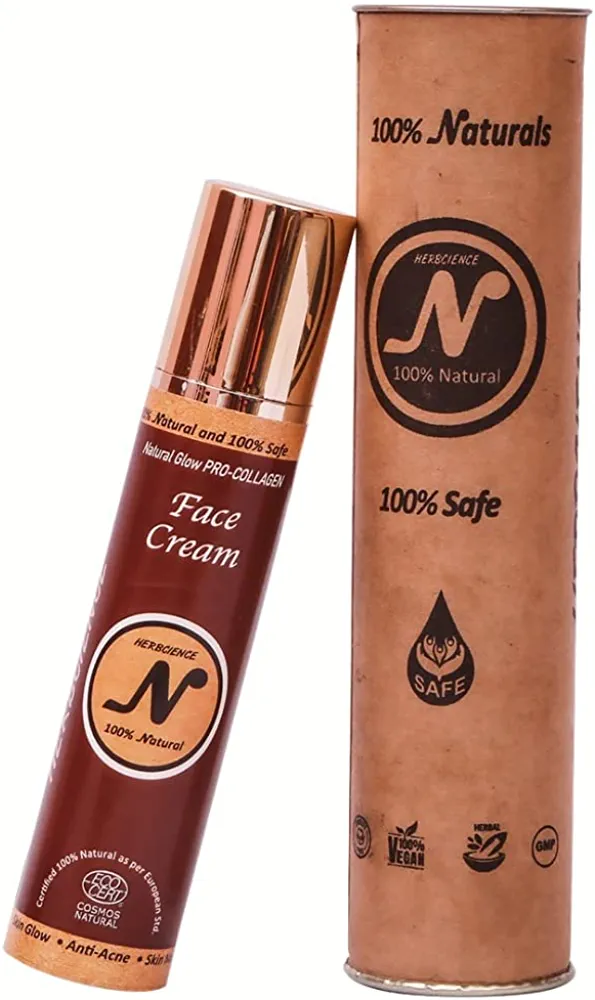 100% Naturals
HERBCIENCE
N
100% Natural
100% Safe
SAFE
100%
VEGAN
HERBAL
GMP
% Natural and 100% Safe
Natural Glow PRO-COLLAGEN
Face
Cream
HERBCIENCE
N
100% Natural
Certified 100% Natural as per European Std.
ECO
CERT
COSMOS
NATURAL
Skin Glow • Anti-Acne • Skin